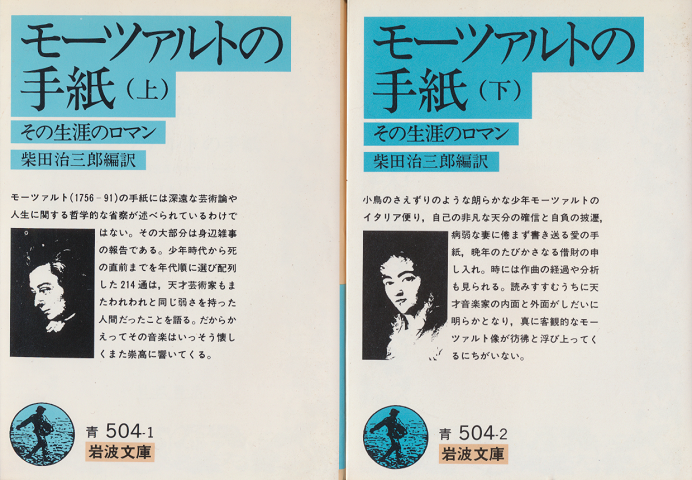 モーツァルトの
手紙(上)
その生涯のロマン
柴田治三郎編訳
モーツァルト(1756-91)の手紙には深遠な芸術論や
人生に関する哲学的な省察が述べられているわけで
はない。その大部分は身辺雑事
の報告である。少年時代から死
の直前までを年代順に選び配列
した214通は，天才芸術家もま
たわれわれと同じ弱さを持った
人間だったことを語る。だからか
えってその音楽はいっそう懐し
くまた崇高に響いてくる。
青 504-1
岩波文庫
モーツァルトの
手紙(下)
その生涯のロマン
柴田治三郎編訳
小鳥のさえずりのような朗らかな少年モーツァルトの
イタリア便り，自己の非凡な天分の確信と自負の披瀝，
病弱な妻に倦まず書き送る愛の手
紙，晩年のたびかさなる借財の申
し入れ。時には作曲の経過や分析
も見られる。読みすすむうちに天
才音楽家の内面と外面がしだいに
明らかとなり，真に客観的なモー
ツァルト像が彷彿と浮び上ってく
るにちがいない。
青 504-2
岩波文庫